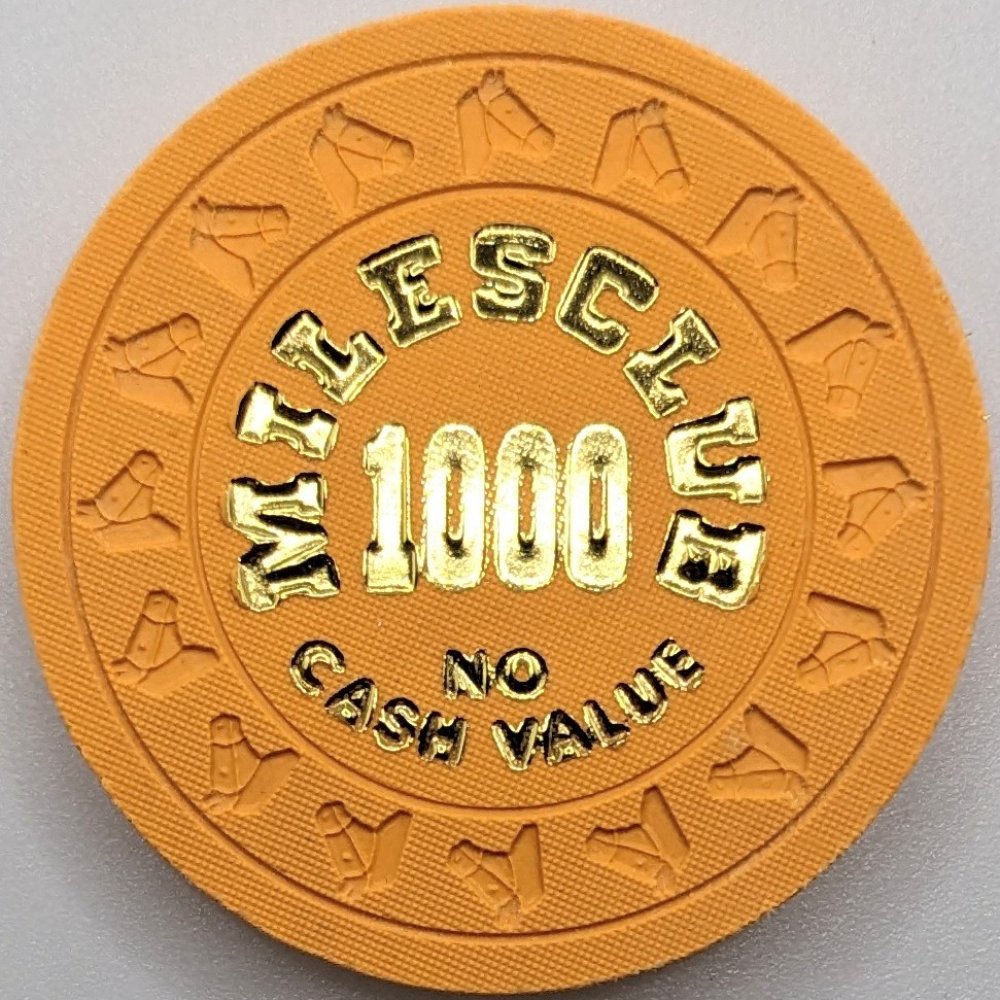 MILESCLUB
1000
NO
CASH VALUE